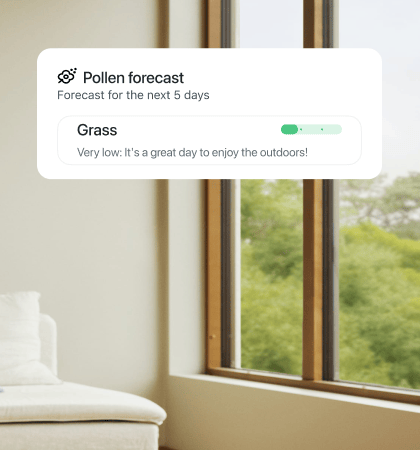 Pollen forecast
Forecast for the next 5 days
Grass
Very low: It's a great day to enjoy the outdoors!